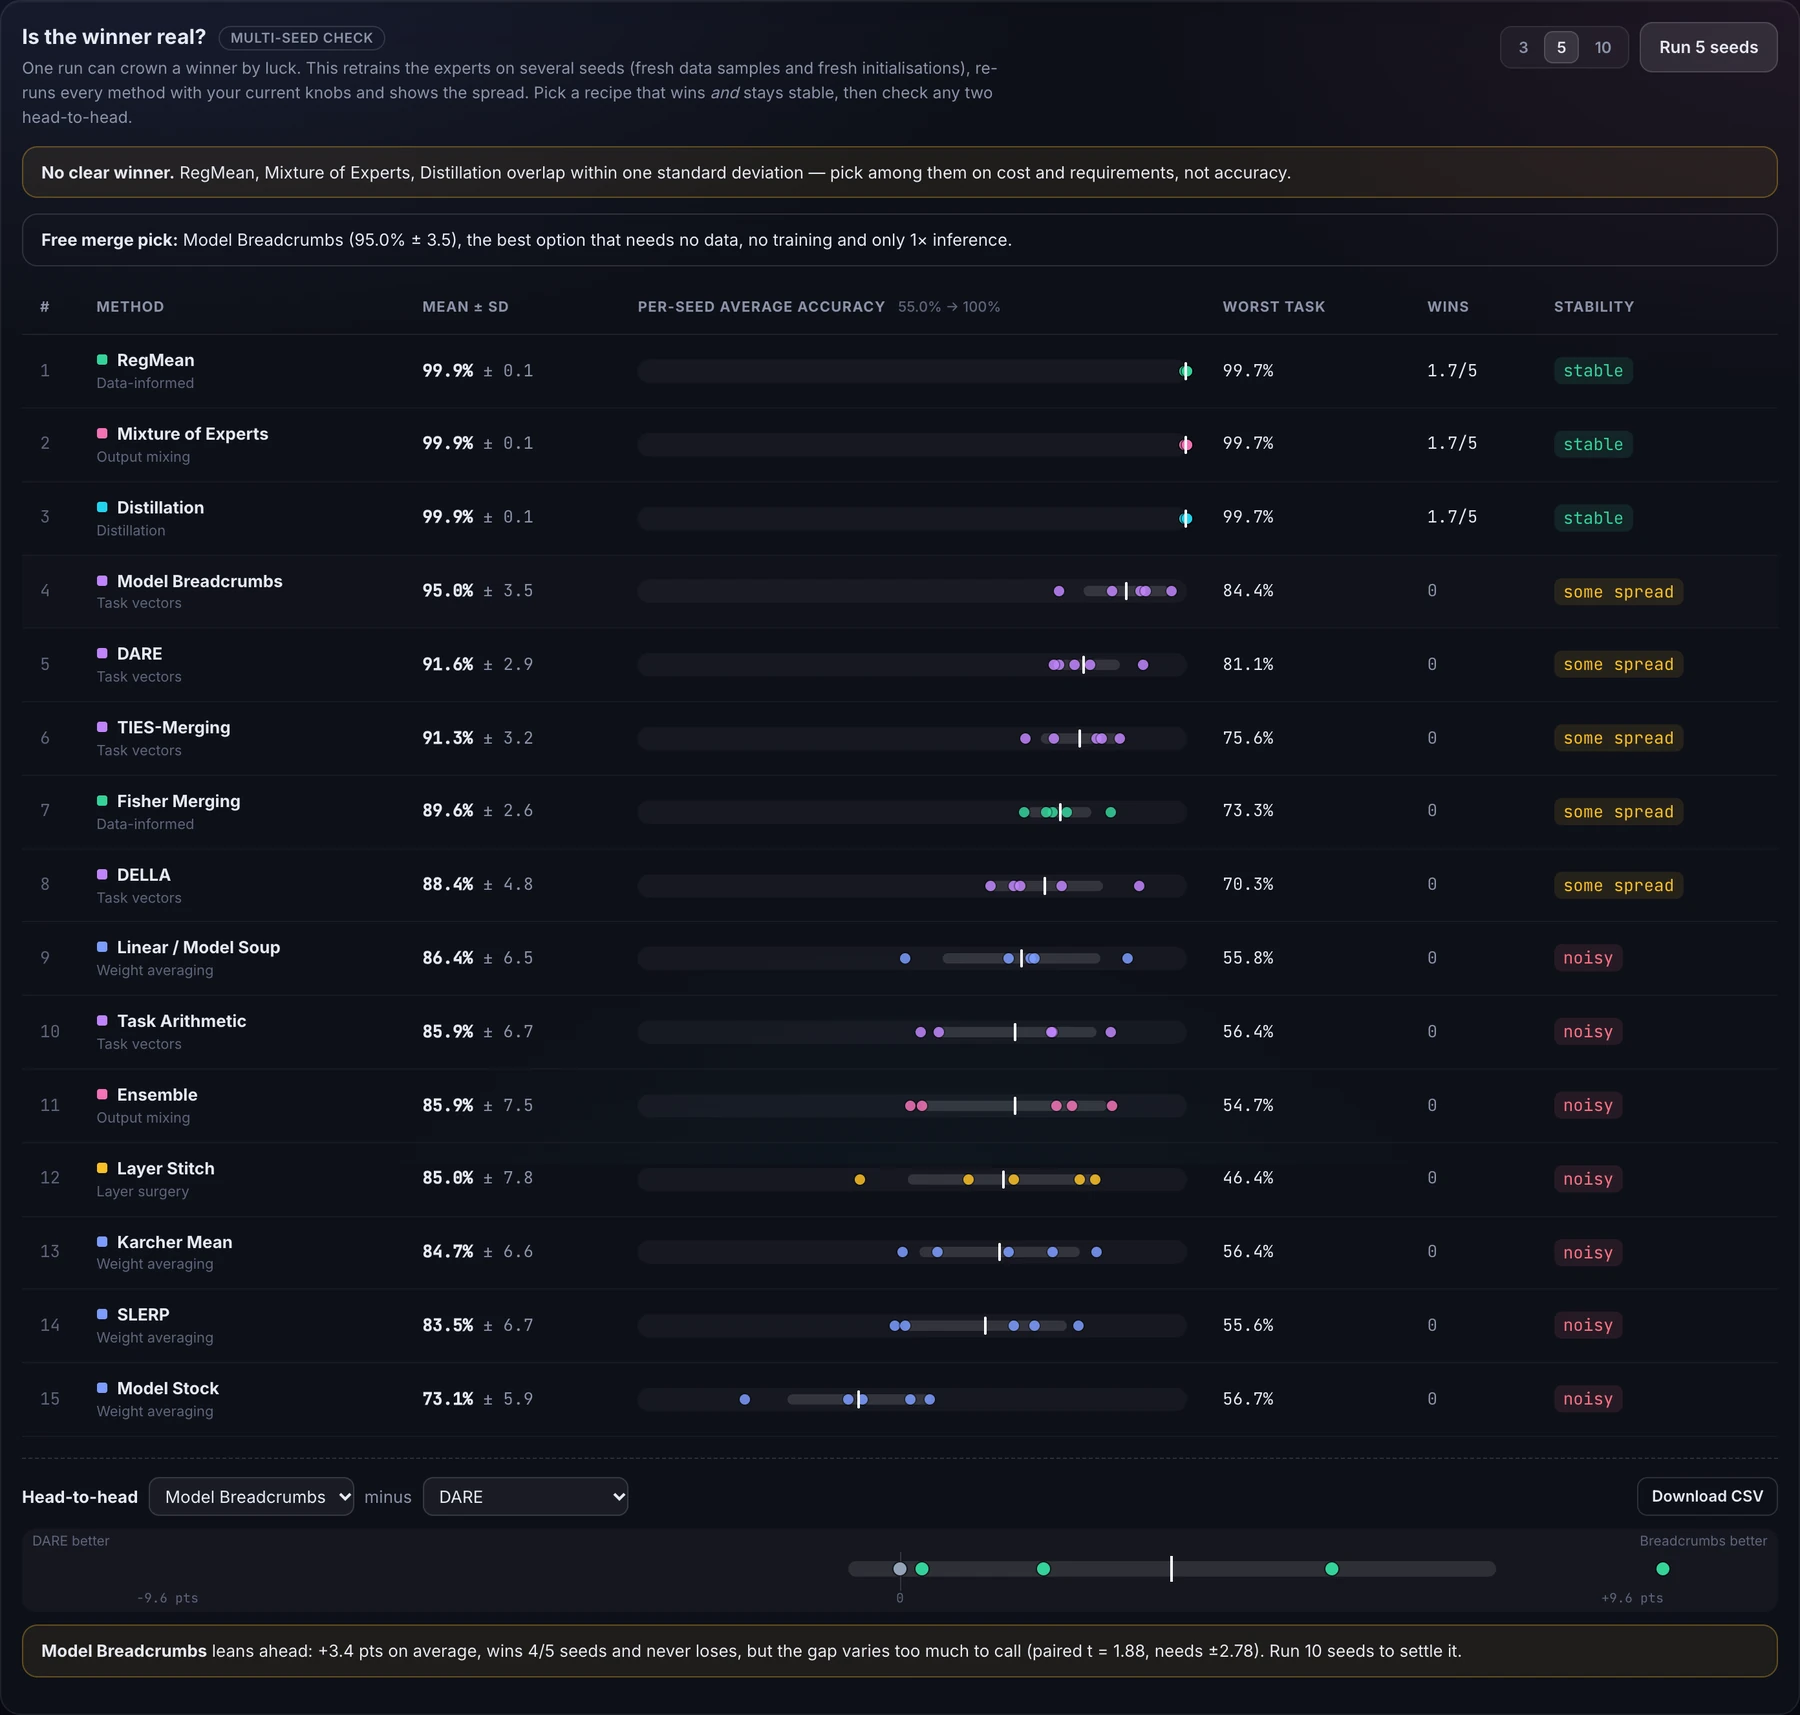 Is the winner real? MULTI-SEED CHECK
3 5 10 Run 5 seeds
One run can crown a winner by luck. This retrains the experts on several seeds (fresh data samples and fresh initialisations), re-
runs every method with your current knobs and shows the spread. Pick a recipe that wins and stays stable, then check any two
head-to-head.
No clear winner. RegMean, Mixture of Experts, Distillation overlap within one standard deviation — pick among them on cost and requirements, not accuracy.
Free merge pick: Model Breadcrumbs (95.0% ± 3.5), the best option that needs no data, no training and only 1× inference.
# METHOD MEAN ± SD PER-SEED AVERAGE ACCURACY 55.0% → 100% WORST TASK WINS STABILITY
1 RegMean 99.9% ± 0.1 99.7% 1.7/5 stable
Data-informed
2 Mixture of Experts 99.9% ± 0.1 99.7% 1.7/5 stable
Output mixing
3 Distillation 99.9% ± 0.1 99.7% 1.7/5 stable
Distillation
4 Model Breadcrumbs 95.0% ± 3.5 84.4% 0 some spread
Task vectors
5 DARE 91.6% ± 2.9 81.1% 0 some spread
Task vectors
6 TIES-Merging 91.3% ± 3.2 75.6% 0 some spread
Task vectors
7 Fisher Merging 89.6% ± 2.6 73.3% 0 some spread
Data-informed
8 DELLA 88.4% ± 4.8 70.3% 0 some spread
Task vectors
9 Linear / Model Soup 86.4% ± 6.5 55.8% 0 noisy
Weight averaging
10 Task Arithmetic 85.9% ± 6.7 56.4% 0 noisy
Task vectors
11 Ensemble 85.9% ± 7.5 54.7% 0 noisy
Output mixing
12 Layer Stitch 85.0% ± 7.8 46.4% 0 noisy
Layer surgery
13 Karcher Mean 84.7% ± 6.6 56.4% 0 noisy
Weight averaging
14 SLERP 83.5% ± 6.7 55.6% 0 noisy
Weight averaging
15 Model Stock 73.1% ± 5.9 56.7% 0 noisy
Weight averaging
Head-to-head Model Breadcrumbs minus DARE Download CSV
DARE better Breadcrumbs better
-9.6 pts 0 +9.6 pts
Model Breadcrumbs leans ahead: +3.4 pts on average, wins 4/5 seeds and never loses, but the gap varies too much to call (paired t = 1.88, needs ±2.78). Run 10 seeds to settle it.